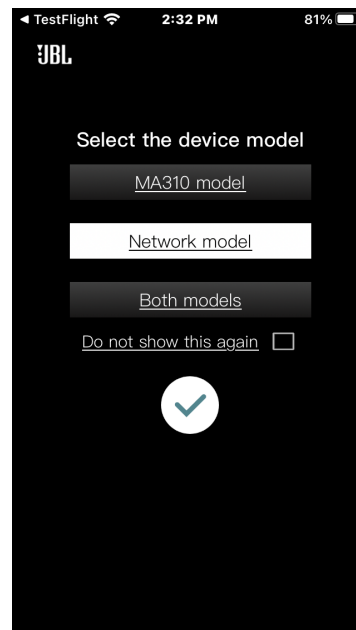 ◀ TestFlight 2:32 PM 81%
JBL
Select the device model
MA310 model
Network model
Both models
Do not show this again